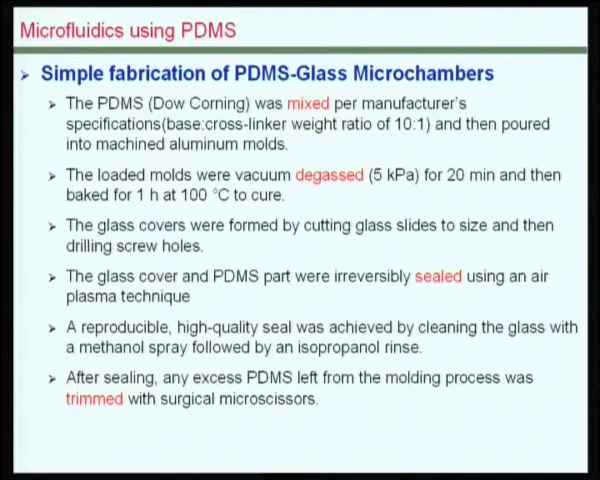 Microfluidics using PDMS
➢ Simple fabrication of PDMS-Glass Microchambers
➢ The PDMS (Dow Corning) was mixed per manufacturer's
specifications(base:cross-linker weight ratio of 10:1) and then poured
into machined aluminum molds.
➢ The loaded molds were vacuum degassed (5 kPa) for 20 min and then
baked for 1 h at 100 °C to cure.
➢ The glass covers were formed by cutting glass slides to size and then
drilling screw holes.
➢ The glass cover and PDMS part were irreversibly sealed using an air
plasma technique
➢ A reproducible, high-quality seal was achieved by cleaning the glass with
a methanol spray followed by an isopropanol rinse.
➢ After sealing, any excess PDMS left from the molding process was
trimmed with surgical microscissors.